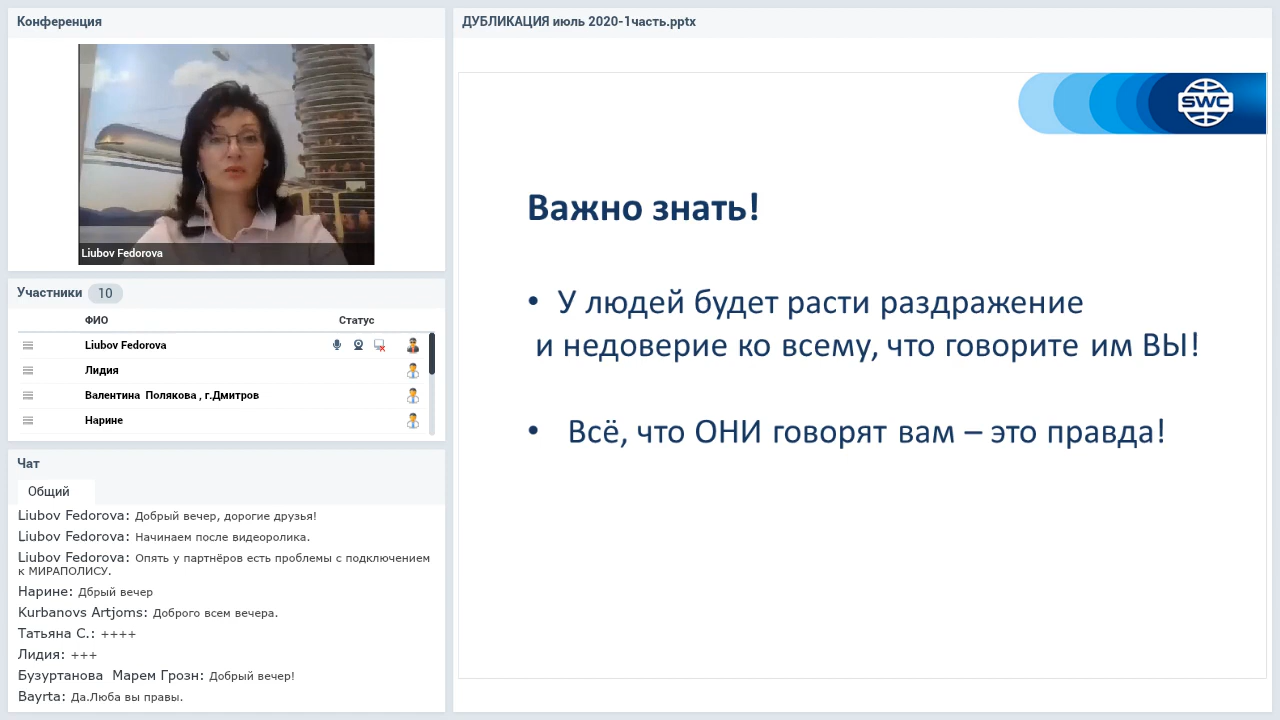 Конференция
Liubov Fedorova
Участники 10
ФИО Статус
Liubov Fedorova
Лидия
Валентина Полякова , г.Дмитров
Нарине
Чат
Общий
Liubov Fedorova: Добрый вечер, дорогие друзья!
Liubov Fedorova: Начинаем после видеоролика.
Liubov Fedorova: Опять у партнёров есть проблемы с подключением
к МИРАПОЛИСУ.
Нарине: Дбрый вечер
Kurbanovs Artjoms: Доброго всем вечера.
Татьяна С.: ++++
Лидия: +++
Бузуртанова Марем Грозн: Добрый вечер!
Bayrta: Да.Люба вы правы.
ДУБЛИКАЦИЯ июль 2020-1часть.pptx
SWC
Важно знать!
• У людей будет расти раздражение
и недоверие ко всему, что говорите им ВЫ!
• Всё, что ОНИ говорят вам – это правда!